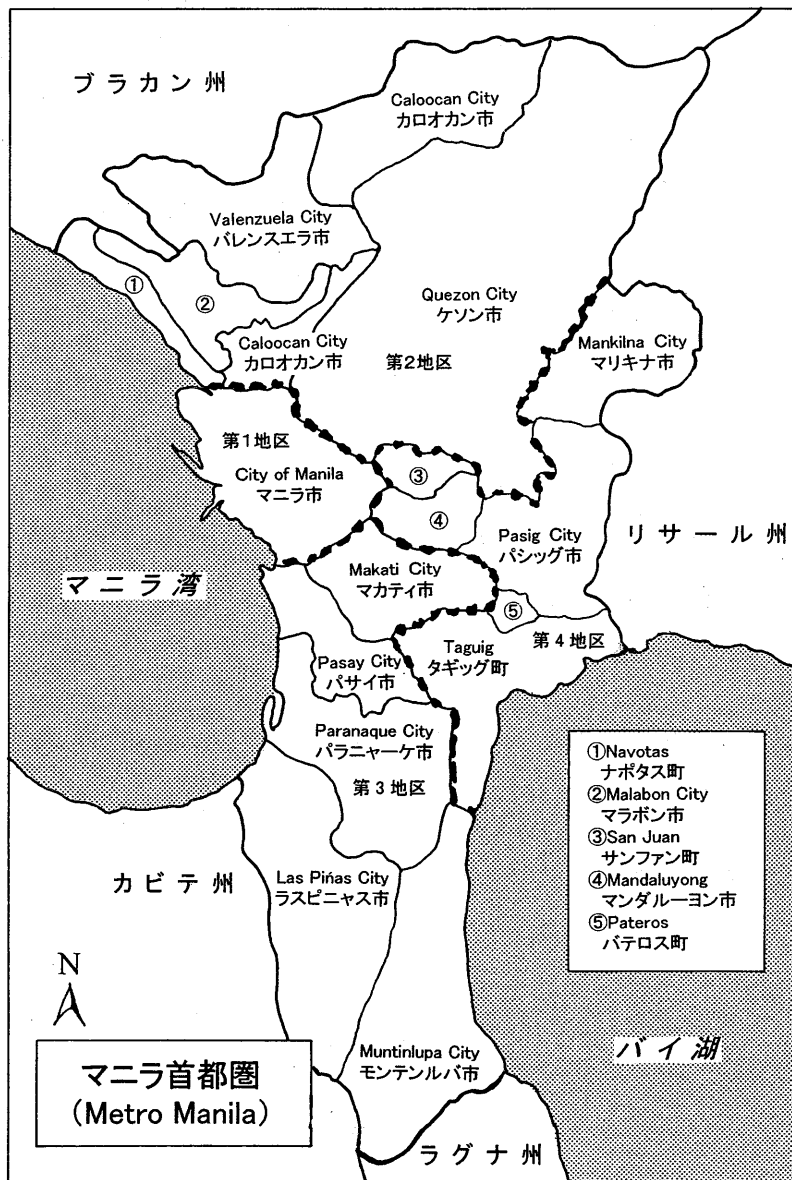 ブラカン州
Caloocan City
カロオカン市
Valenzuela City
バレンスエラ市
①
②
Quezon City
ケソン市
Mankilna City
マリキナ市
Caloocan City
カロオカン市
第2地区
第1地区
City of Manila
マニラ市
③
④
Pasig City
パシッグ市
リサール州
マニラ湾
Makati City
マカティ市
⑤
第4地区
Taguig
タギッグ町
Pasay City
パサイ市
Paranaque City
パラニャーケ市
第3地区
①Navotas
ナボタス町
②Malabon City
マラボン市
③San Juan
サンファン町
④Mandaluyong
マンダルーヨン市
⑤Pateros
パテロス町
カビテ州
Las Pińas City
ラスピニャス市
N
バイ湖
Muntinlupa City
モンテンルパ市
マニラ首都圏
(Metro Manila)
ラグナ州